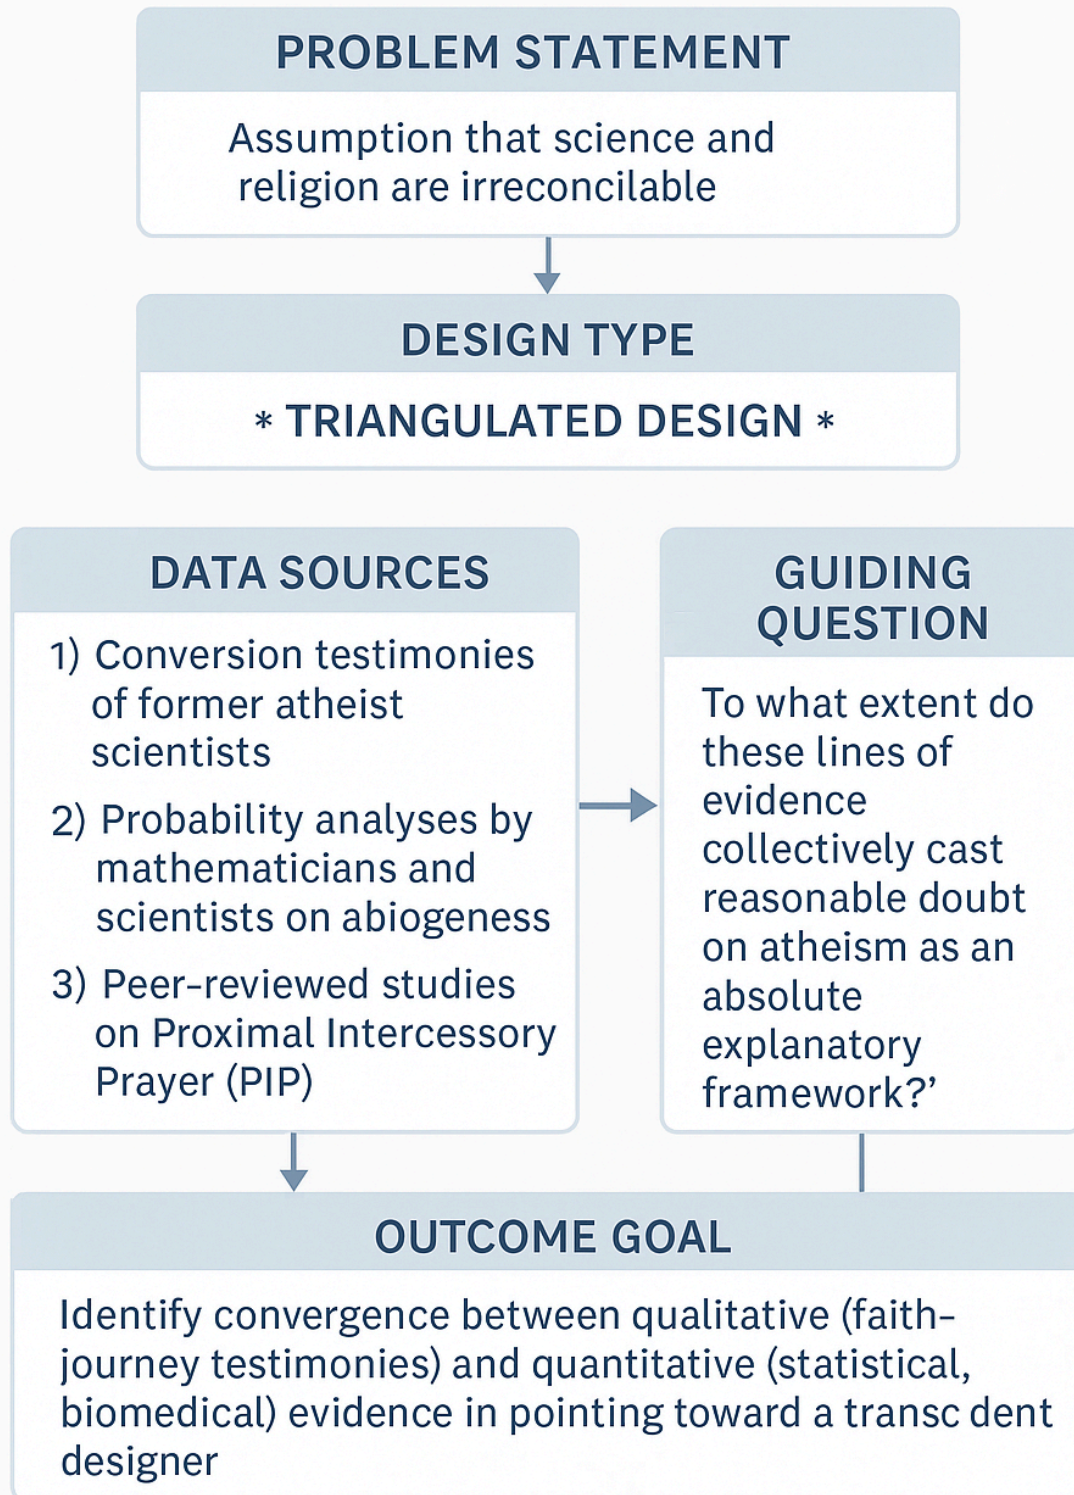 PROBLEM STATEMENT
Assumption that science and
religion are irreconcilable
DESIGN TYPE
* TRIANGULATED DESIGN *
DATA SOURCES
1) Conversion testimonies
of former atheist
scientists
2) Probability analyses by
mathematicians and
scientists on abiogeness
3) Peer-reviewed studies
on Proximal Intercessory
Prayer (PIP)
GUIDING
QUESTION
To what extent do
these lines of
evidence
collectively cast
reasonable doubt
on atheism as an
absolute
explanatory
framework?’
OUTCOME GOAL
Identify convergence between qualitative (faith-
journey testimonies) and quantitative (statistical,
biomedical) evidence in pointing toward a transc dent
designer